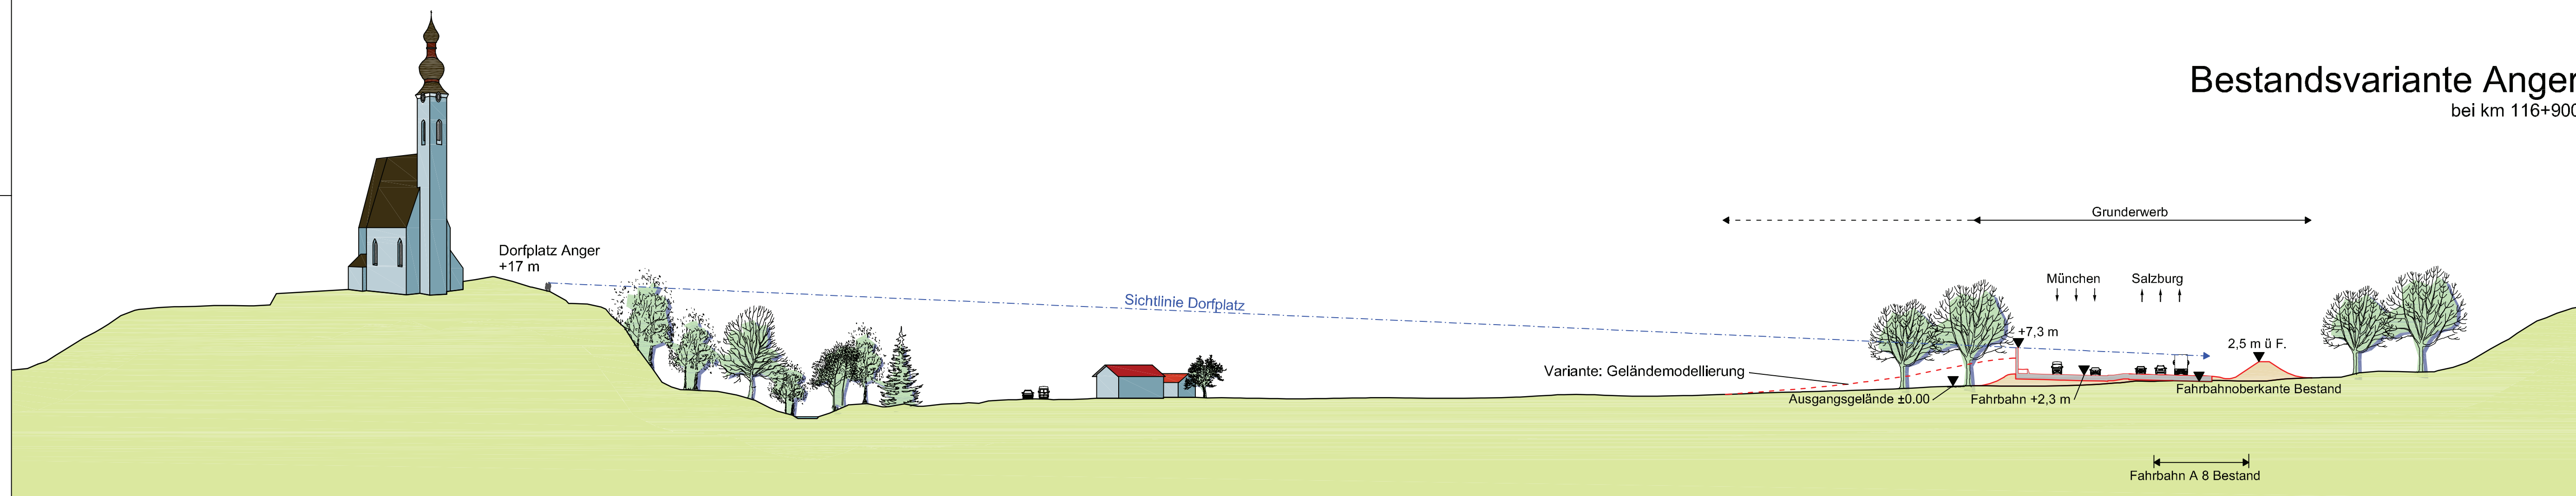 Bestandsvariante Anger
bei km 116+900
Grunderwerb
Dorfplatz Anger
+17 m
München
Salzburg
Sichtlinie Dorfplatz
+7,3 m
2,5 m ü F.
Variante: Geländemodellierung
Fahrbahnoberkante Bestand
Ausgangsgelände ±0.00
Fahrbahn +2,3 m
Fahrbahn A 8 Bestand